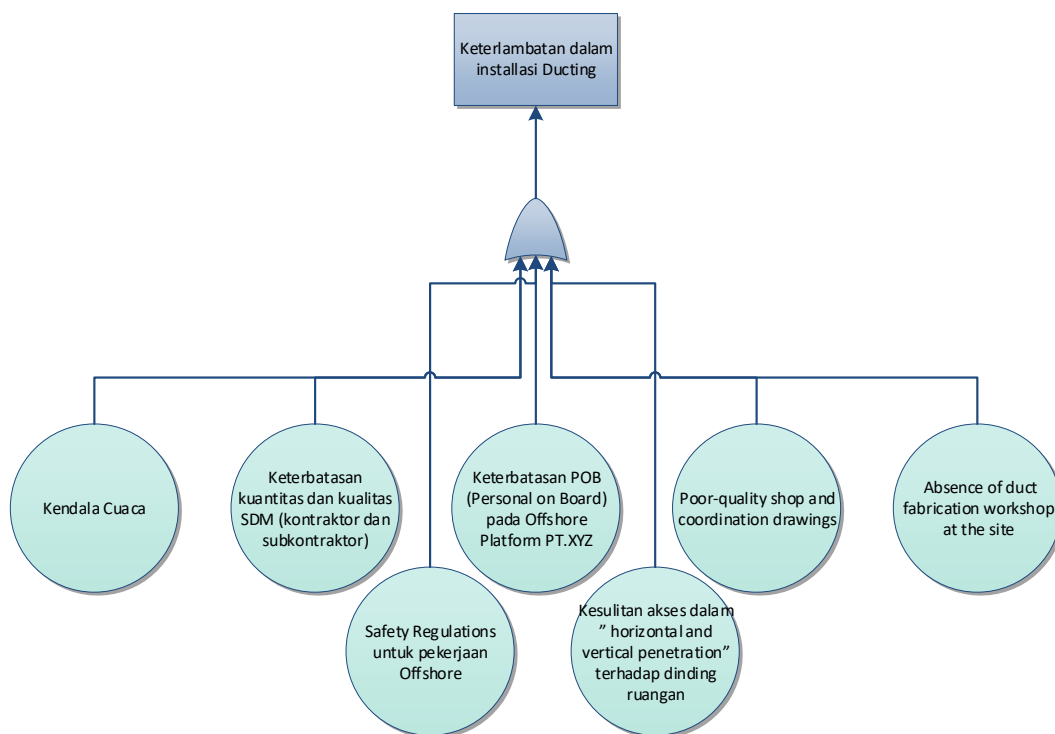 Keterlambatan dalam
installasi Ducting
Kendala Cuaca
Keterbatasan
kuantitas dan kualitas
SDM (kontraktor dan
subkontraktor)
Keterbatasan POB
(Personal on Board)
pada Offshore
Platform PT.XYZ
Poor-quality shop and
coordination drawings
Absence of duct
fabrication workshop
at the site
Safety Regulations
untuk pekerjaan
Offshore
Kesulitan akses dalam
” horizontal and
vertical penetration”
terhadap dinding
ruangan